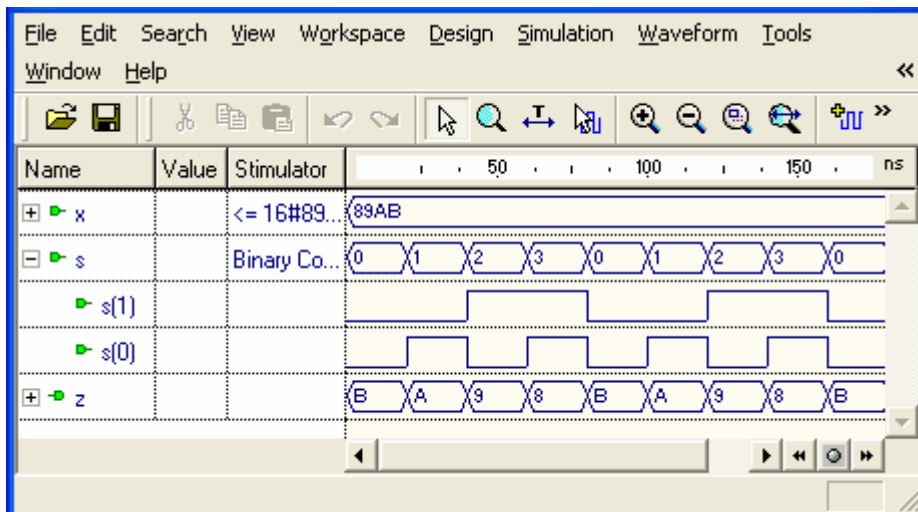 File Edit Search View Workspace Design Simulation Waveform Tools
Window Help
Name Value Stimulator 50 100 150 ns
x <= 16#89... 89AB
s Binary Co... 0 1 2 3 0 1 2 3 0
s(1)
s(0)
z B A 9 8 B A 9 8 B